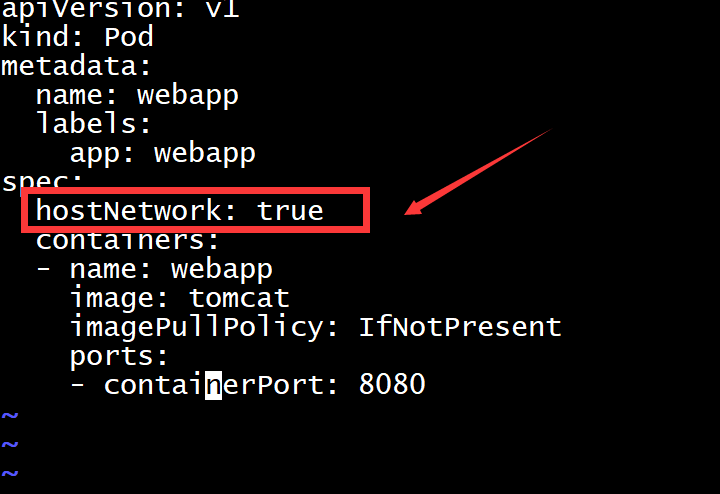 apiVersion: v1
kind: Pod
metadata:
  name: webapp
  labels:
    app: webapp
spec:
  hostNetwork: true
  containers:
  - name: webapp
    image: tomcat
    imagePullPolicy: IfNotPresent
    ports:
    - containerPort: 8080
~
~
~